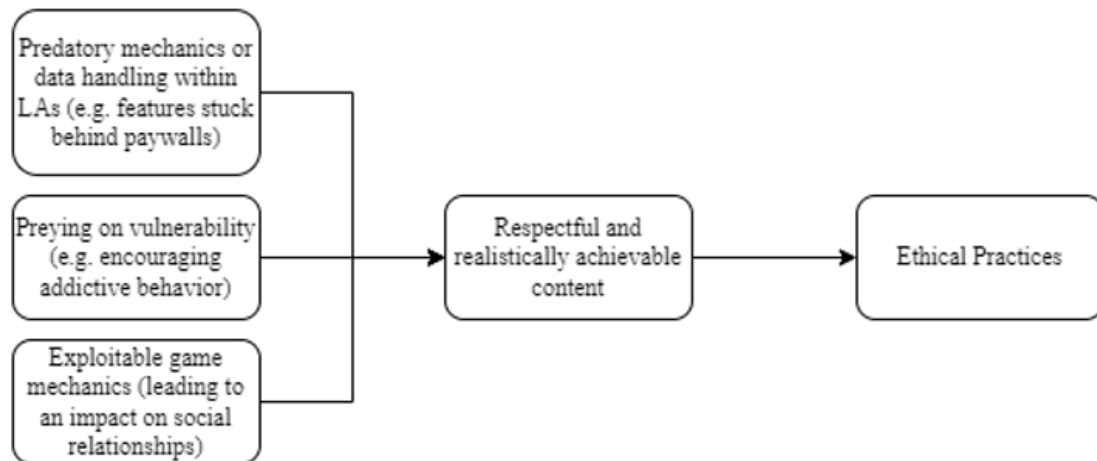 Predatory mechanics or
data handling within
LAs (e.g. features stuck
behind paywalls)
Preying on vulnerability
(e.g. encouraging
addictive behavior)
Exploitable game
mechanics (leading to
an impact on social
relationships)
Respectful and
realistically achievable
content
Ethical Practices